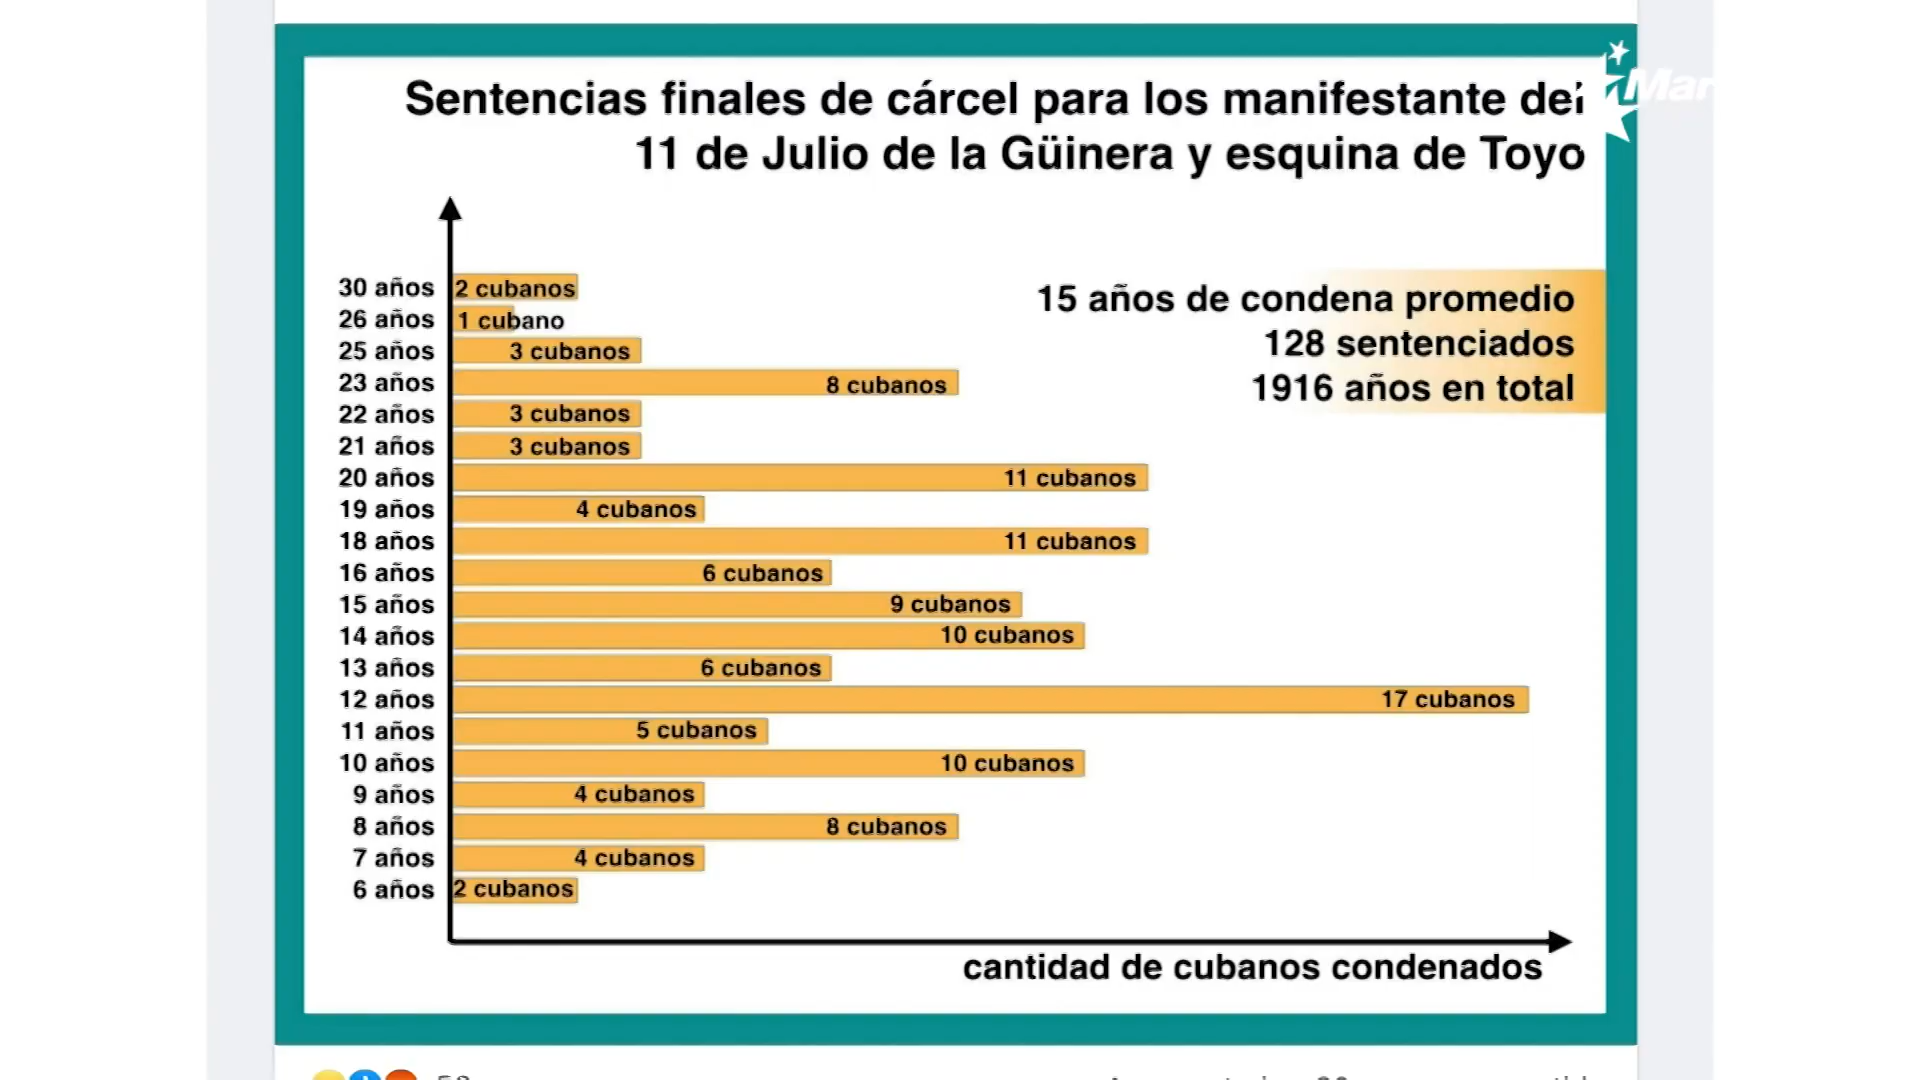 Sentencias finales de cárcel para los manifestante del
11 de Julio de la Güinera y esquina de Toyo
15 años de condena promedio
128 sentenciados
1916 años en total
30 años 2 cubanos
26 años 1 cubano
25 años 3 cubanos
23 años 8 cubanos
22 años 3 cubanos
21 años 3 cubanos
20 años 11 cubanos
19 años 4 cubanos
18 años 11 cubanos
16 años 6 cubanos
15 años 9 cubanos
14 años 10 cubanos
13 años 6 cubanos
12 años 17 cubanos
11 años 5 cubanos
10 años 10 cubanos
9 años 4 cubanos
8 años 8 cubanos
7 años 4 cubanos
6 años 2 cubanos
cantidad de cubanos condenados